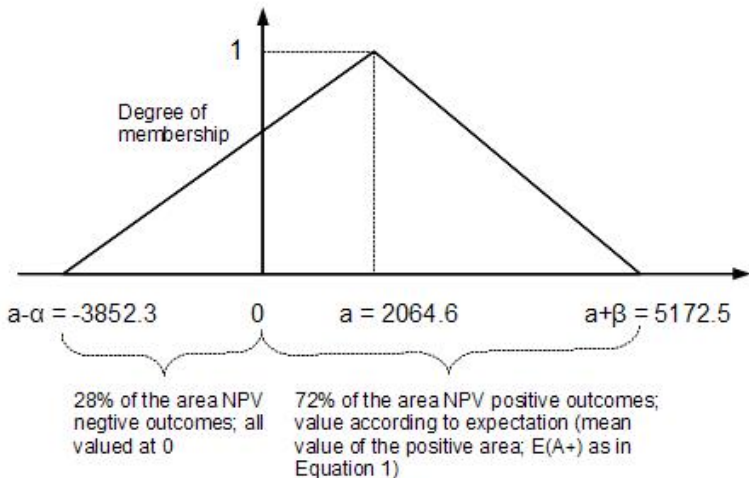 1
Degree of
membership
a-α = -3852.3
0
a = 2064.6
a+β = 5172.5
28% of the area NPV
negtive outcomes; all
valued at 0
72% of the area NPV positive outcomes;
value according to expectation (mean
value of the positive area; E(A+) as in
Equation 1)